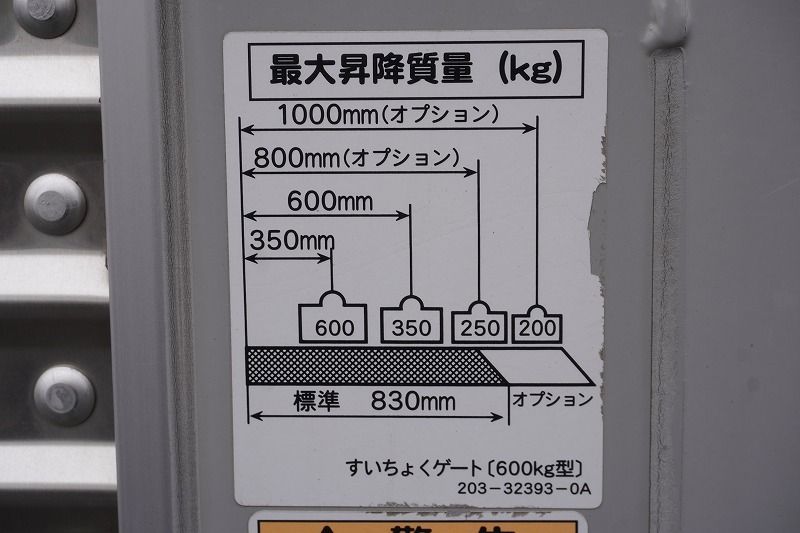 最大昇降質量 (kg)
1000mm(オプション)
800mm(オプション)
600mm
350mm
600 350 250 200
標準 830mm オプション
すいちょくゲート〔600kg型〕
203-32393-0A